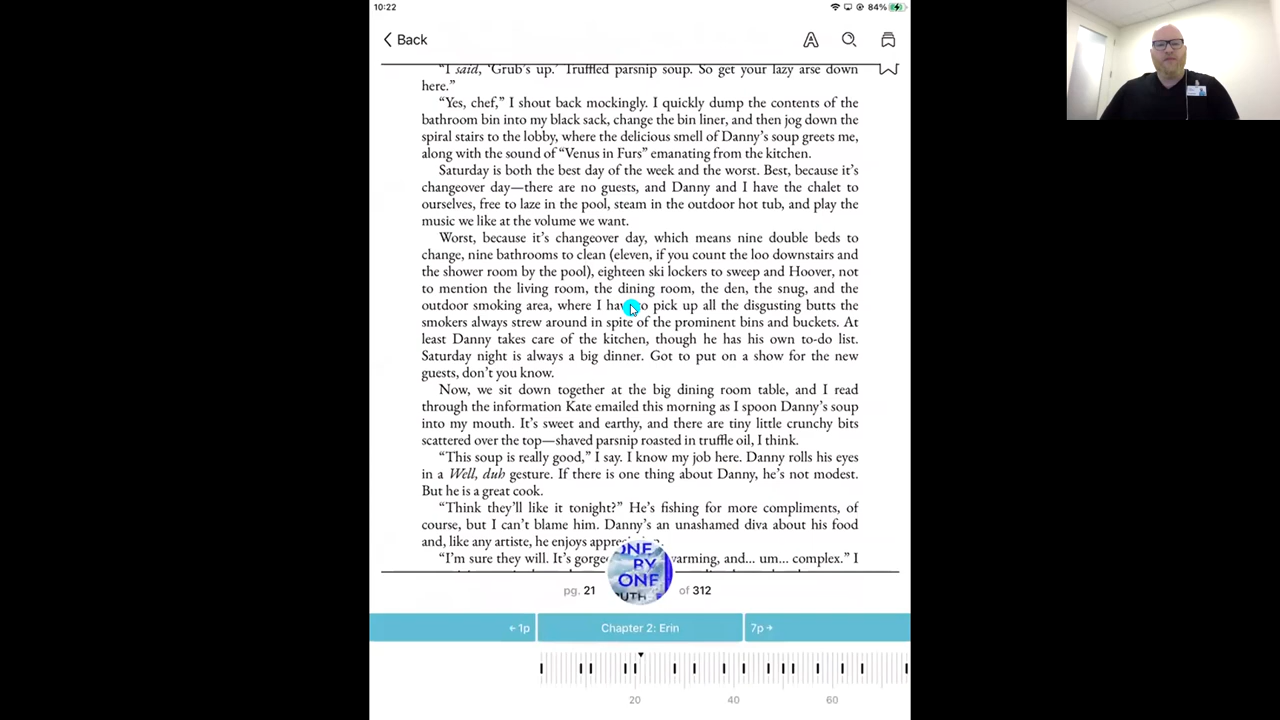 10:22
84%
Back
“I said, ‘Grub’s up.’ Truffled parsnip soup. So get your lazy arse down
here.”
“Yes, chef,” I shout back mockingly. I quickly dump the contents of the
bathroom bin into my black sack, change the bin liner, and then jog down the
spiral stairs to the lobby, where the delicious smell of Danny’s soup greets me,
along with the sound of “Venus in Furs” emanating from the kitchen.
Saturday is both the best day of the week and the worst. Best, because it’s
changeover day—there are no guests, and Danny and I have the chalet to
ourselves, free to laze in the pool, steam in the outdoor hot tub, and play the
music we like at the volume we want.
Worst, because it’s changeover day, which means nine double beds to
change, nine bathrooms to clean (eleven, if you count the loo downstairs and
the shower room by the pool), eighteen ski lockers to sweep and Hoover, not
to mention the living room, the dining room, the den, the snug, and the
outdoor smoking area, where I have to pick up all the disgusting butts the
smokers always strew around in spite of the prominent bins and buckets. At
least Danny takes care of the kitchen, though he has his own to-do list.
Saturday night is always a big dinner. Got to put on a show for the new
guests, don’t you know.
Now, we sit down together at the big dining room table, and I read
through the information Kate emailed this morning as I spoon Danny’s soup
into my mouth. It’s sweet and earthy, and there are tiny little crunchy bits
scattered over the top—shaved parsnip roasted in truffle oil, I think.
“This soup is really good,” I say. I know my job here. Danny rolls his eyes
in a Well, duh gesture. If there is one thing about Danny, he’s not modest.
But he is a great cook.
“Think they’ll like it tonight?” He’s fishing for more compliments, of
course, but I can’t blame him. Danny’s an unashamed diva about his food
and, like any artiste, he enjoys
“I’m sure they will. It’s warming, and... um... complex.” I
ONE
BY
ONE
pg. 21
of 312
←1p
Chapter 2: Erin
7p→
20
40
60